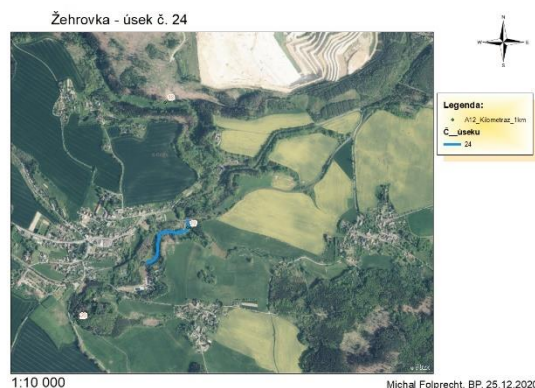 Žehrovka - úsek č. 24
N
W
E
S
Legenda:
A12_Kilometraz_1km
Č__úseku
24
1:10 000
Michal Folprecht, BP, 25.12.2020